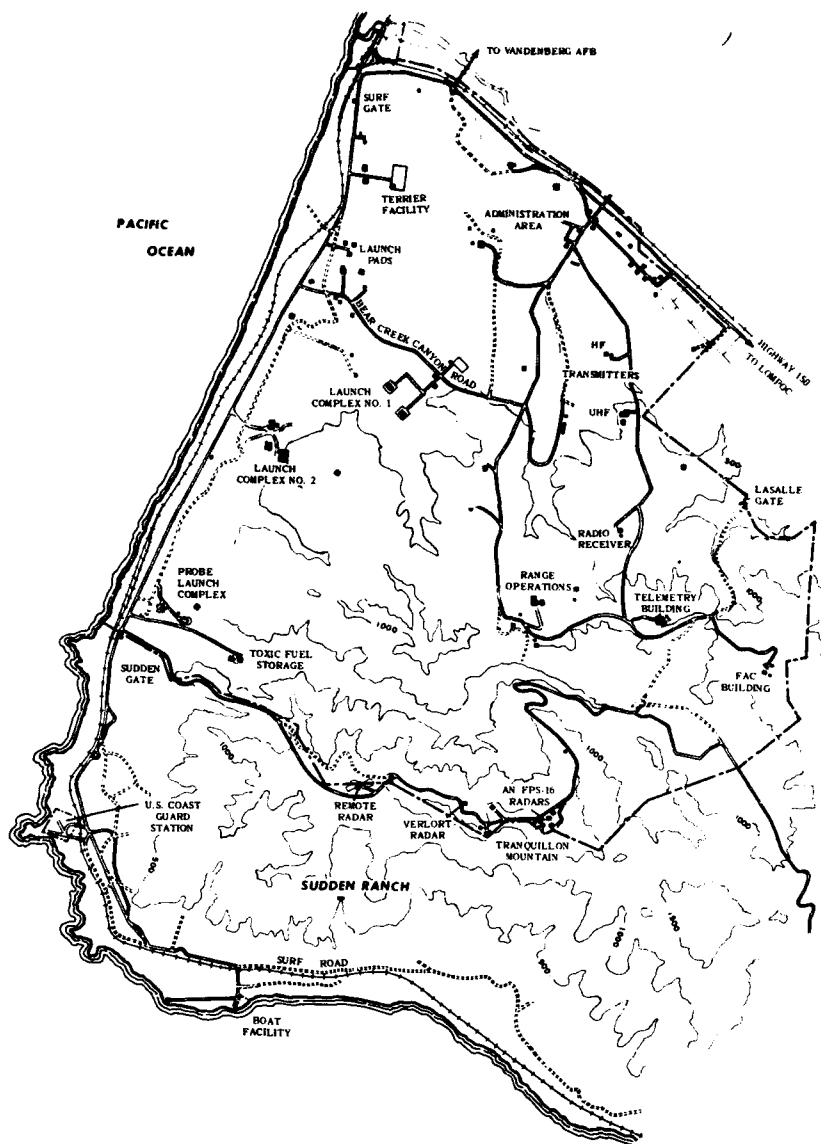 TO VANDENBERG AFB
SURF
GATE
TERRIER
FACILITY
PACIFIC
OCEAN
ADMINISTRATION
AREA
LAUNCH
PADS
BEAR CREEK CANYON ROAD
HIGHWAY 150
TO LOMPOC
HF
TRANSMITTERS
LAUNCH
COMPLEX NO. 1
UHF
LAUNCH
COMPLEX NO. 2
500
LASALLE
GATE
RADIO
RECEIVER
PROBE
LAUNCH
COMPLEX
RANGE
OPERATIONS
TELEMETRY
BUILDING
1000
1000
TOXIC FUEL
STORAGE
SUDDEN
GATE
FAC
BUILDING
1000
1000
AN FPS-16
RADARS
U.S. COAST
GUARD
STATION
REMOTE
RADAR
VERLORT
RADAR
TRANQUILLON
MOUNTAIN
1000
500
SUDDEN RANCH
1500
1000
500
SURF ROAD
BOAT
FACILITY